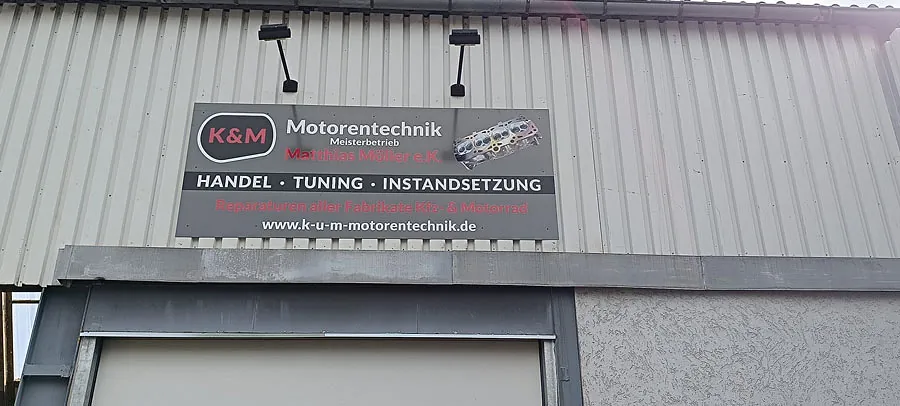 K&M
Motorentechnik
Meisterbetrieb
Matthias Müller e.K.
HANDEL · TUNING · INSTANDSETZUNG
Reparaturen aller Fabrikate Kfz- & Motorrad
www.k-u-m-motorentechnik.de